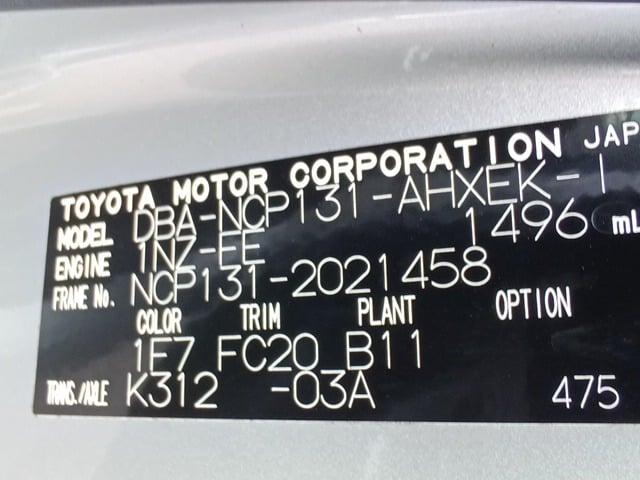 TOYOTA MOTOR CORPORATION JAP
MODEL DBA-NCP131-AHXEK-I
ENGINE 1NZ-FE 1496 mL
FRAME No. NCP131-2021458
COLOR TRIM PLANT OPTION
1E7 FC20 B11
TRANS./AXLE K312 -03A 475